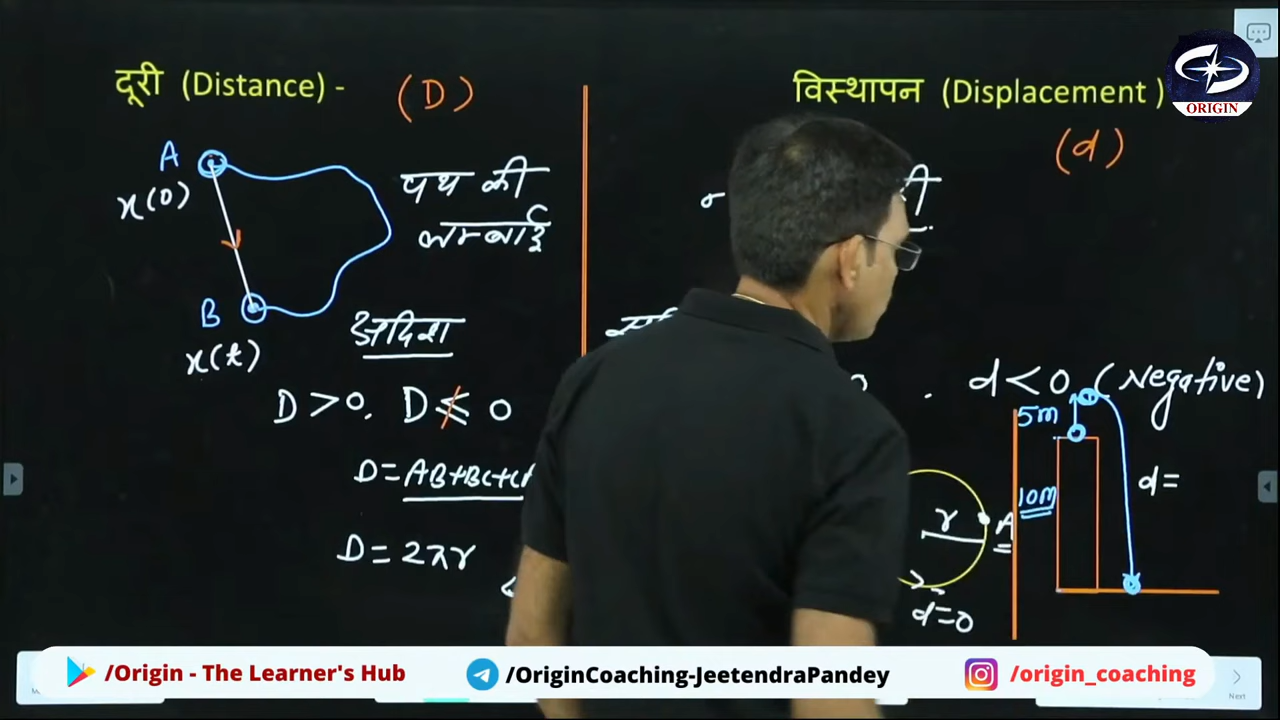 दूरी (Distance) - (D)
A
x(0)
पथ की
लम्बाई
B
x(t)
अदिश
D > 0, D ≰ 0
D = AB+BC+
D = 2πr
विस्थापन (Displacement )
(d)
ORIGIN
d < 0 (Negative)
5m
10m
d =
r
A
d=0
/Origin - The Learner's Hub
/OriginCoaching-JeetendraPandey
/origin_coaching
Next